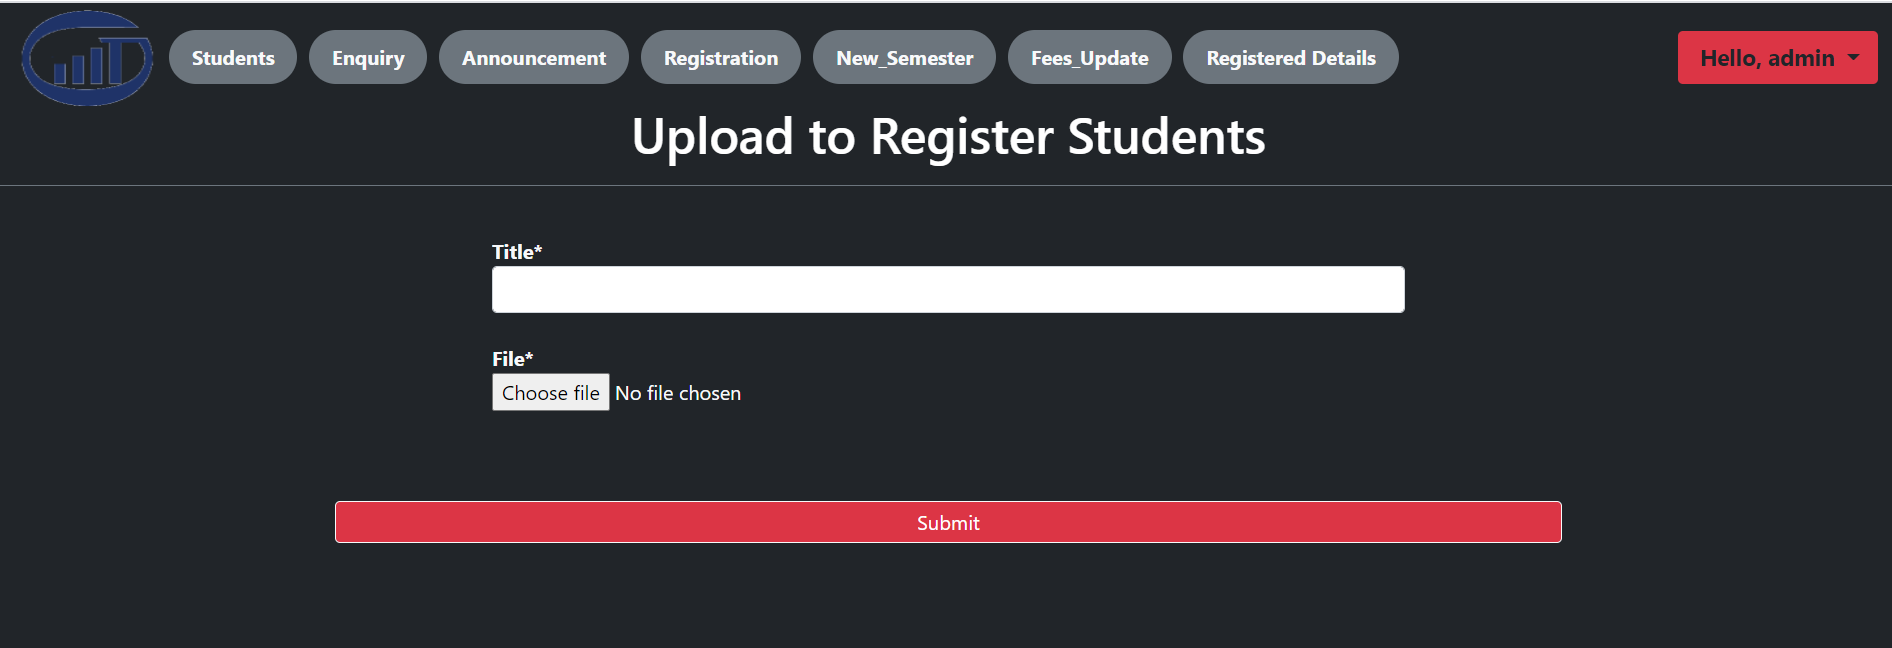 Students Enquiry Announcement Registration New_Semester Fees_Update Registered Details Hello, admin
Upload to Register Students
Title*
File*
Choose file No file chosen
Submit